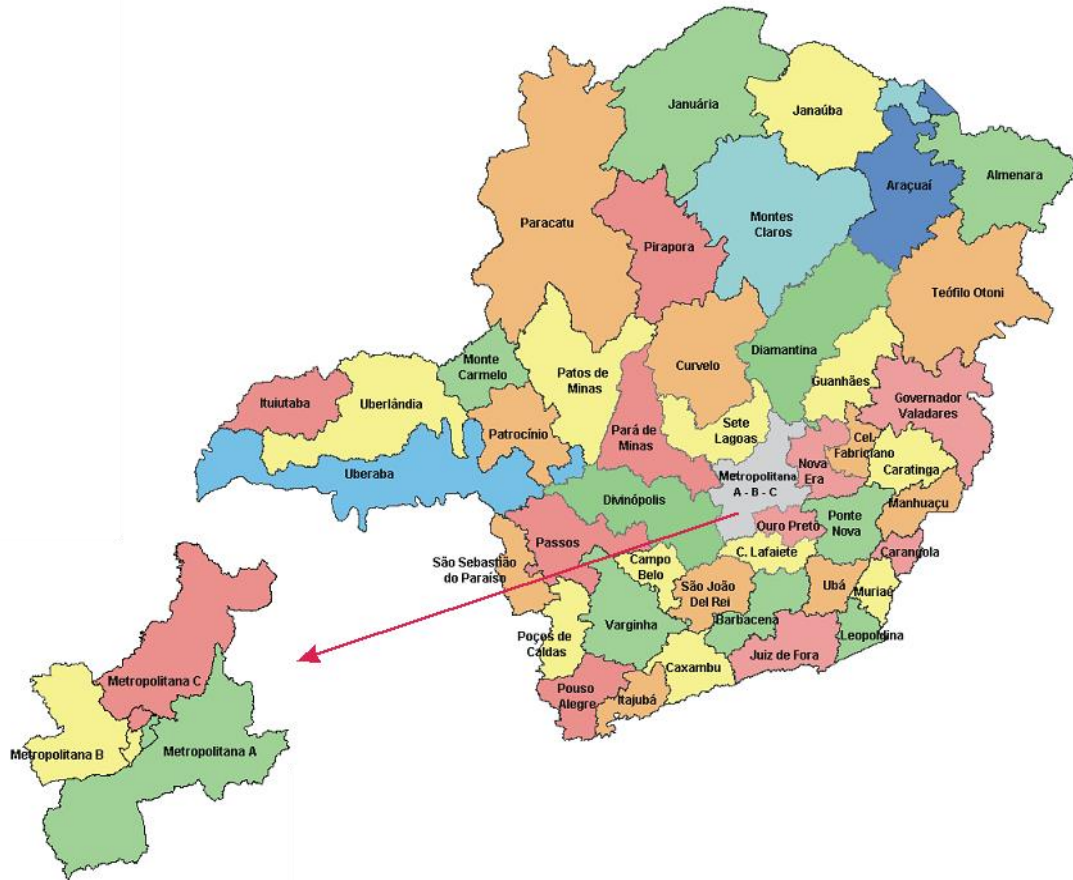 Januária
Janaúba
Araçuaí
Almenara
Paracatu
Montes
Claros
Pirapora
Teófilo Otoni
Diamantina
Monte
Carmelo
Patos de
Minas
Curvelo
Guanhães
Ituiutaba
Uberlândia
Governador
Valadares
Patrocínio
Pará de
Minas
Sete
Lagoas
Cel.
Fabriciano
Uberaba
Metropolitana
A - B - C
Nova
Era
Caratinga
Divinópolis
Manhuaçu
Ouro Preto
Ponte
Nova
Passos
C. Lafaiete
Carangola
São Sebastião
do Paraíso
Campo
Belo
São João
Del Rei
Ubá
Muriaé
Varginha
Barbacena
Leopoldina
Poços de
Caldas
Juiz de Fora
Caxambu
Pouso
Alegre
Itajubá
Metropolitana C
Metropolitana B
Metropolitana A